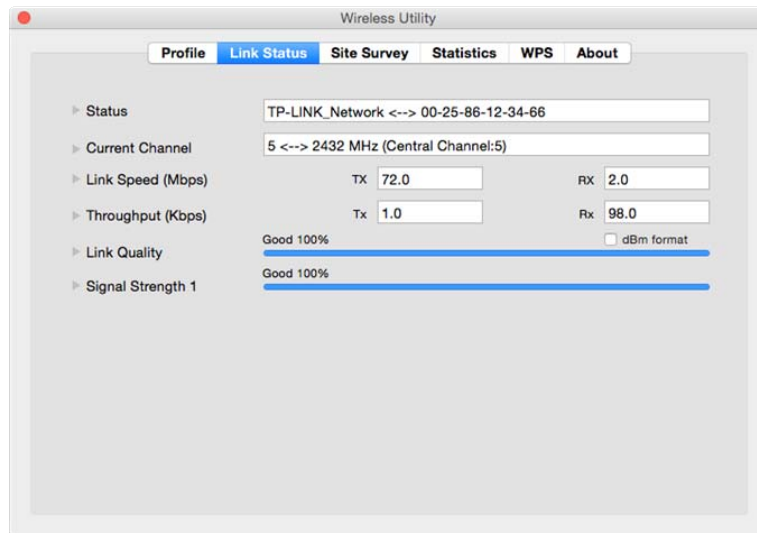 Wireless Utility
Profile Link Status Site Survey Statistics WPS About
Status TP-LINK_Network <--> 00-25-86-12-34-66
Current Channel 5 <--> 2432 MHz (Central Channel:5)
Link Speed (Mbps) TX 72.0 RX 2.0
Throughput (Kbps) Tx 1.0 Rx 98.0
Good 100% dBm format
Link Quality
Good 100%
Signal Strength 1